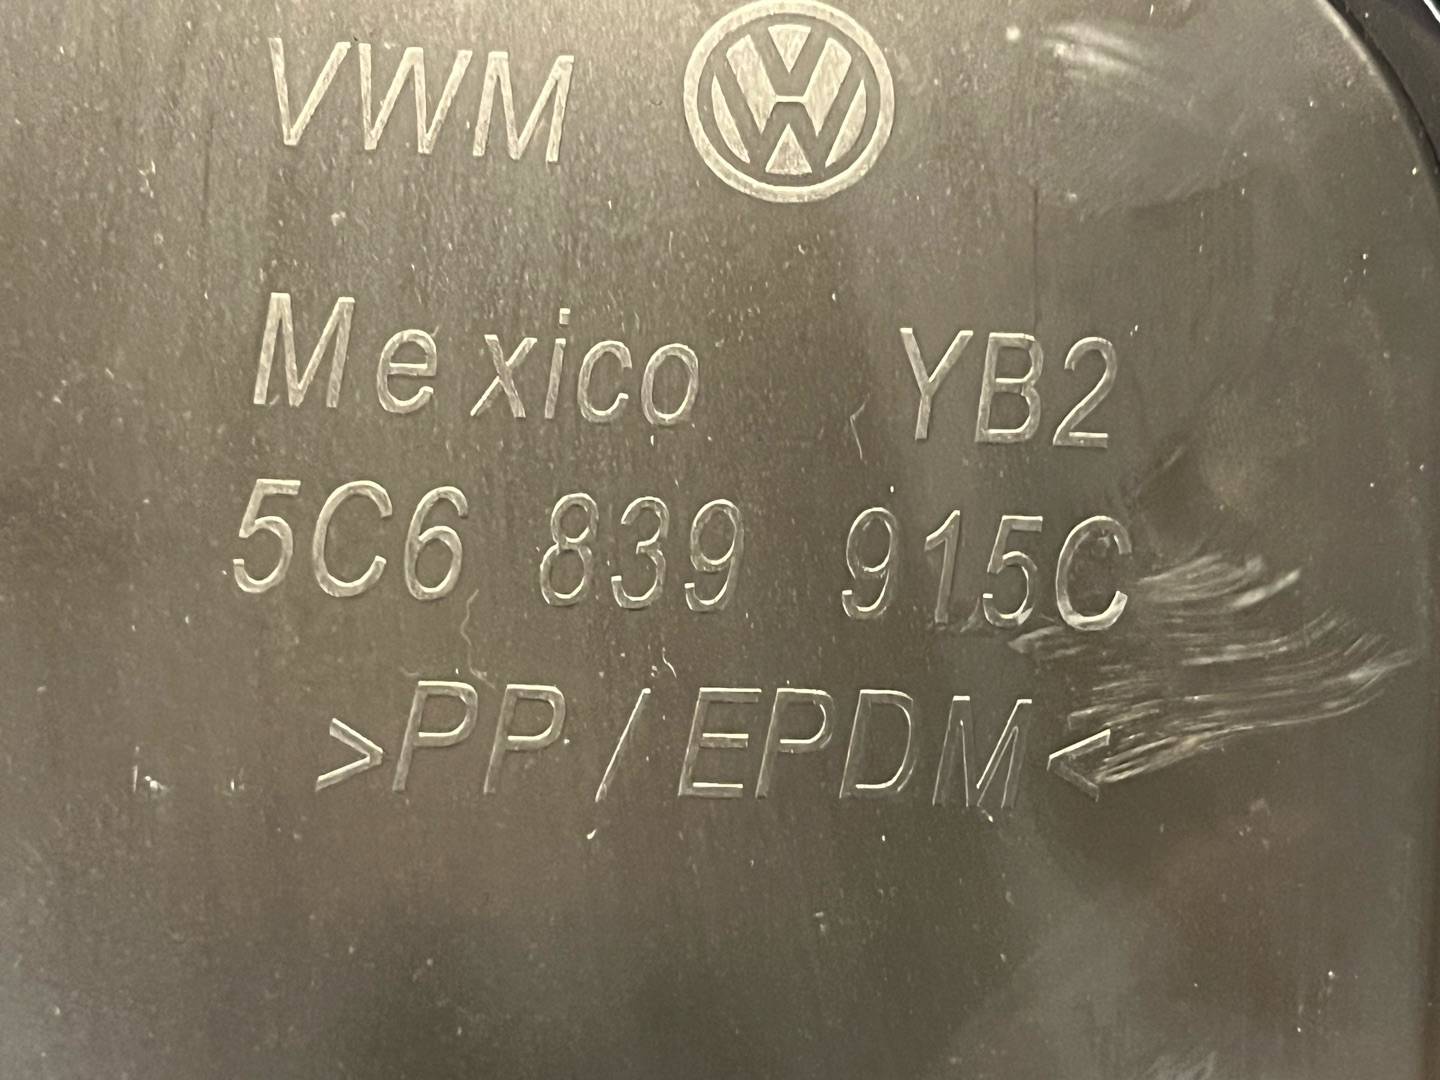 VWM
Mexico YB2
5C6 839 915C
>PP/EPDM<